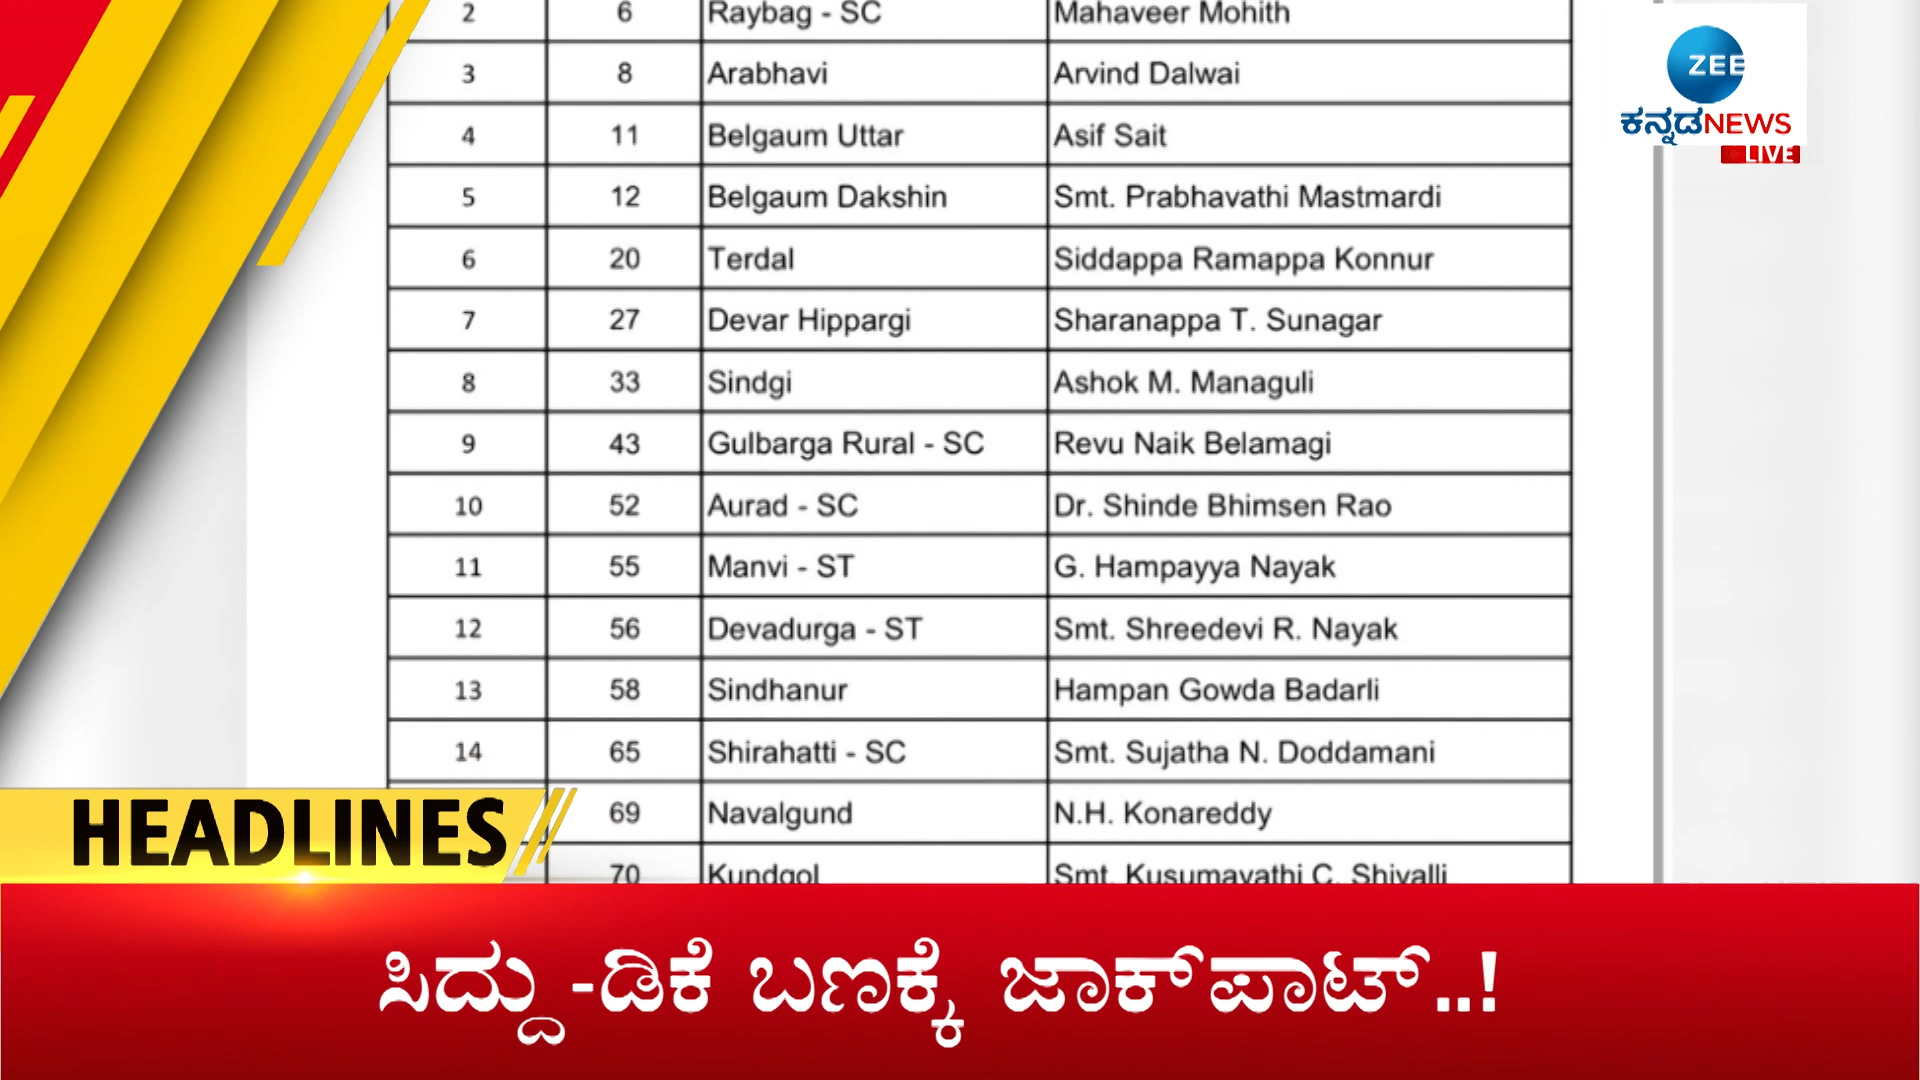 2 6 Raybag - SC Mahaveer Mohith
3 8 Arabhavi Arvind Dalwai
4 11 Belgaum Uttar Asif Sait
5 12 Belgaum Dakshin Smt. Prabhavathi Mastmardi
6 20 Terdal Siddappa Ramappa Konnur
7 27 Devar Hippargi Sharanappa T. Sunagar
8 33 Sindgi Ashok M. Managuli
9 43 Gulbarga Rural - SC Revu Naik Belamagi
10 52 Aurad - SC Dr. Shinde Bhimsen Rao
11 55 Manvi - ST G. Hampayya Nayak
12 56 Devadurga - ST Smt. Shreedevi R. Nayak
13 58 Sindhanur Hampan Gowda Badarli
14 65 Shirahatti - SC Smt. Sujatha N. Doddamani
69 Navalgund N.H. Konareddy
70 Kundgol Smt. Kusumavathi C. Shivalli
ZEE
ಕನ್ನಡ NEWS
LIVE
HEADLINES
ಸಿದ್ದು -ಡಿಕೆ ಬಣಕ್ಕೆ ಜಾಕ್‌ಪಾಟ್..!